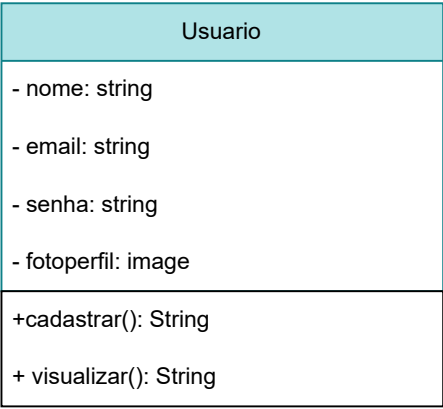 Usuario
- nome: string
- email: string
- senha: string
- fotoperfil: image
+cadastrar(): String
+ visualizar(): String